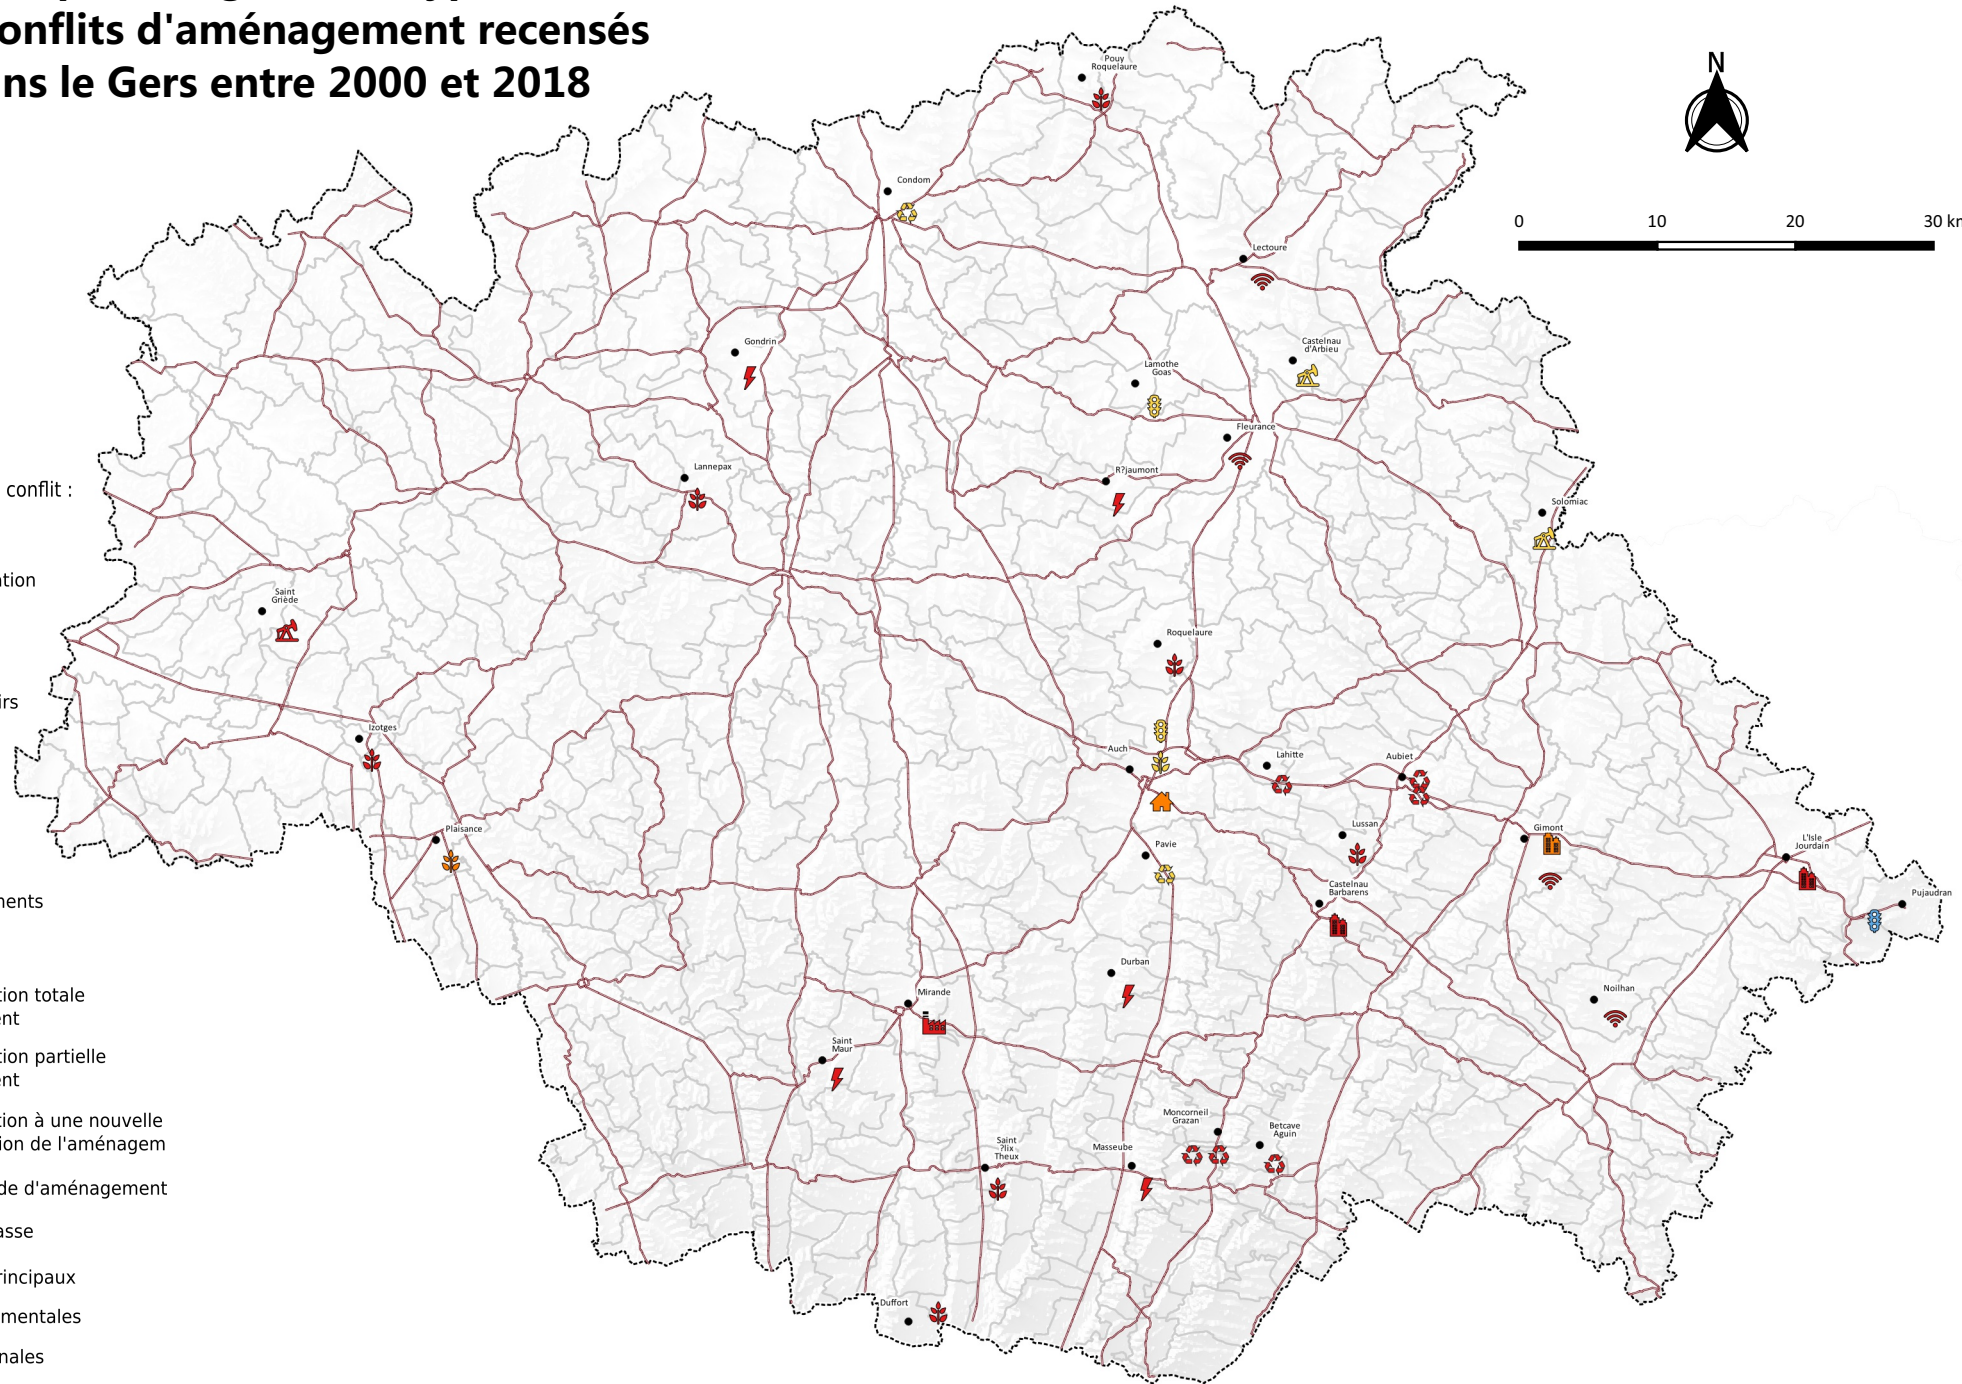 onflits d'aménagement recensés
ns le Gers entre 2000 et 2018
N
0 10 20 30 km
Pouy
Roquelaure
Condom
Lectoure
Gondrin
Castelnau
d'Arbieu
Lamothe
Goas
Fleurance
R?jaumont
Lannepax
Solomiac
conflit :
tion
Saint
Griède
Roquelaure
irs
Izotges
Auch
Lahitte
Aubiet
Plaisance
Lussan
Gimont
L'Isle
Jourdain
Pavie
Castelnau
Barbarens
Pujaudran
nents
Durban
Noilhan
Mirande
tion totale
ent
Saint
Maur
tion partielle
ent
Moncorneil
Grazan
Betcave
Aguin
tion à une nouvelle
ion de l'aménagem
Saint
?lix
Theux
Masseube
de d'aménagement
asse
rincipaux
Duffort
mentales
nales